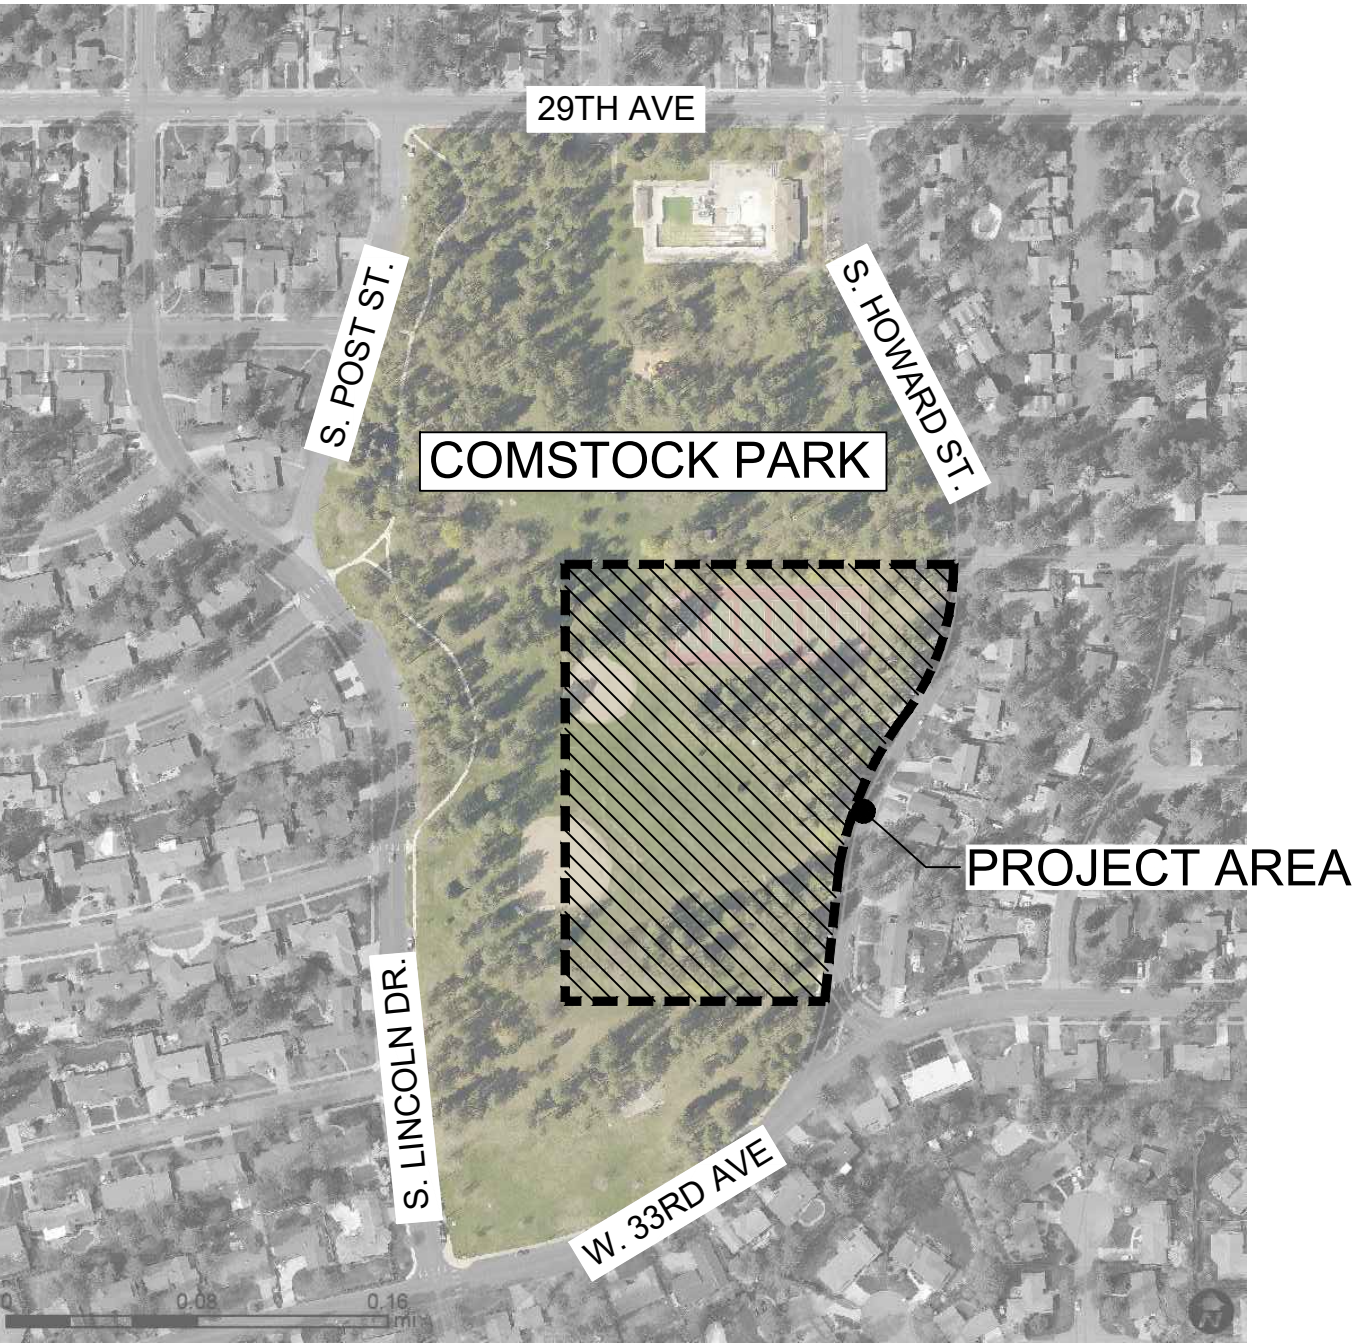 29TH AVE
S. POST ST.
S. HOWARD ST.
COMSTOCK PARK
PROJECT AREA
S. LINCOLN DR.
W. 33RD AVE
0 0.08 0.16
mi
N